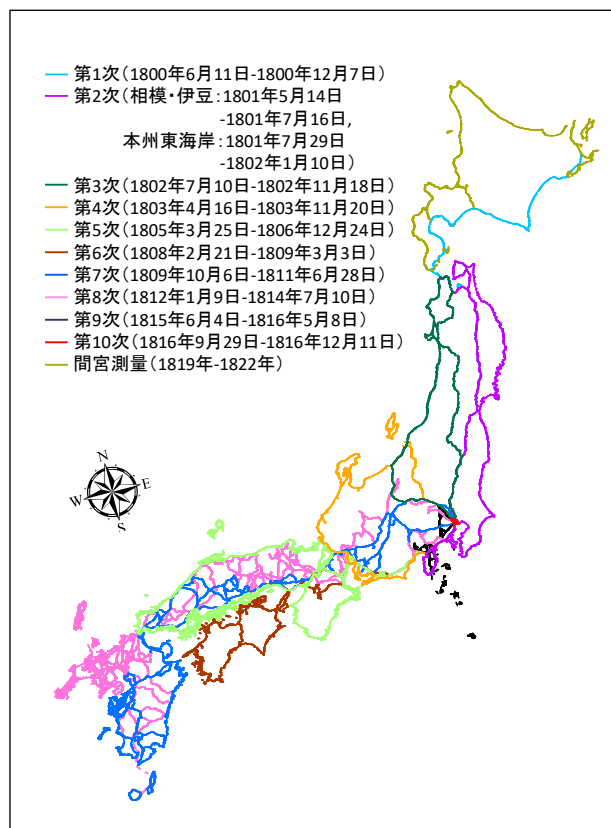 第1次(1800年6月11日-1800年12月7日)
第2次(相模・伊豆:1801年5月14日
-1801年7月16日,
本州東海岸:1801年7月29日
-1802年1月10日)
第3次(1802年7月10日-1802年11月18日)
第4次(1803年4月16日-1803年11月20日)
第5次(1805年3月25日-1806年12月24日)
第6次(1808年2月21日-1809年3月3日)
第7次(1809年10月6日-1811年6月28日)
第8次(1812年1月9日-1814年7月10日)
第9次(1815年6月4日-1816年5月8日)
第10次(1816年9月29日-1816年12月11日)
間宮測量(1819年-1822年)
N
E
W
S